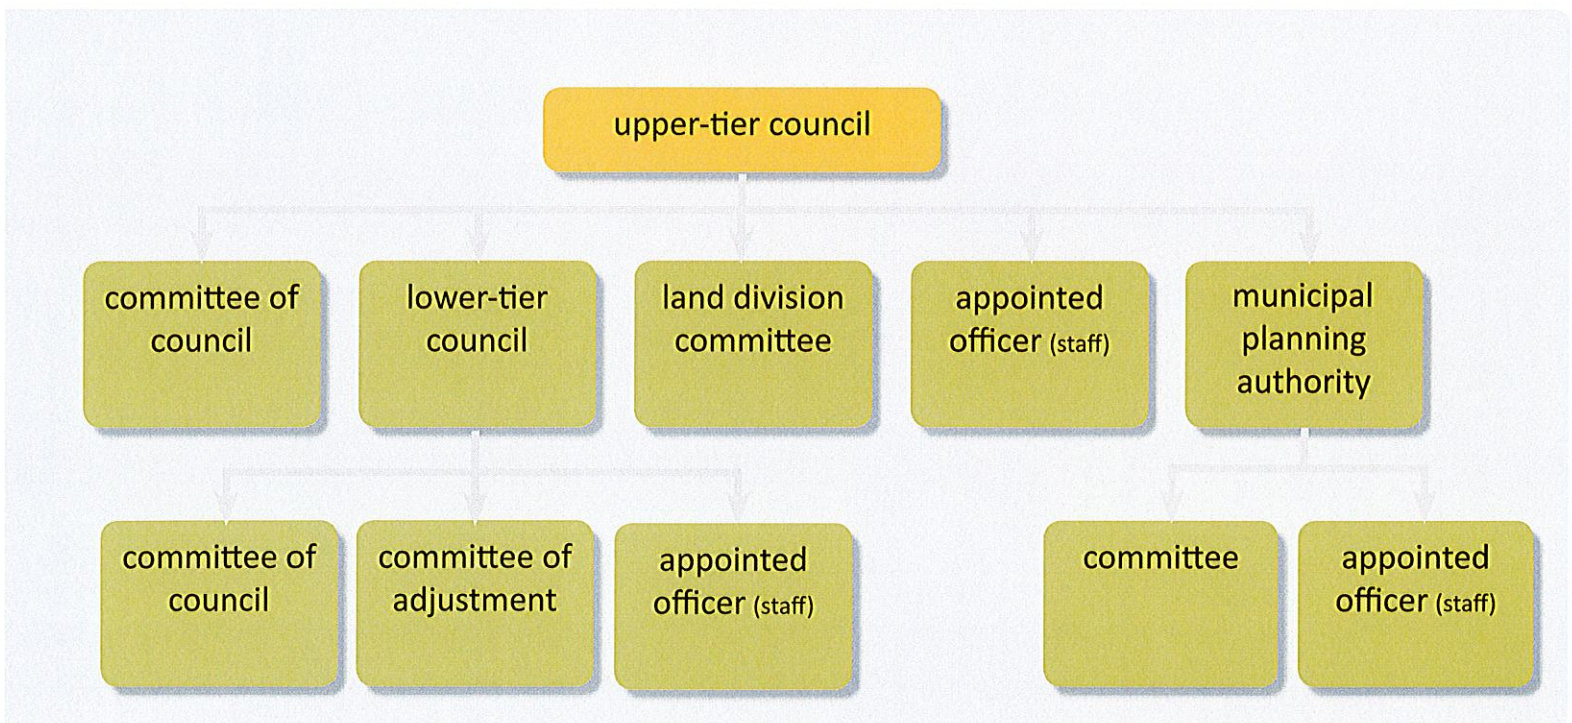 upper-tier council
committee of
council
lower-tier
council
land division
committee
appointed
officer (staff)
municipal
planning
authority
committee of
council
committee of
adjustment
appointed
officer (staff)
committee
appointed
officer (staff)